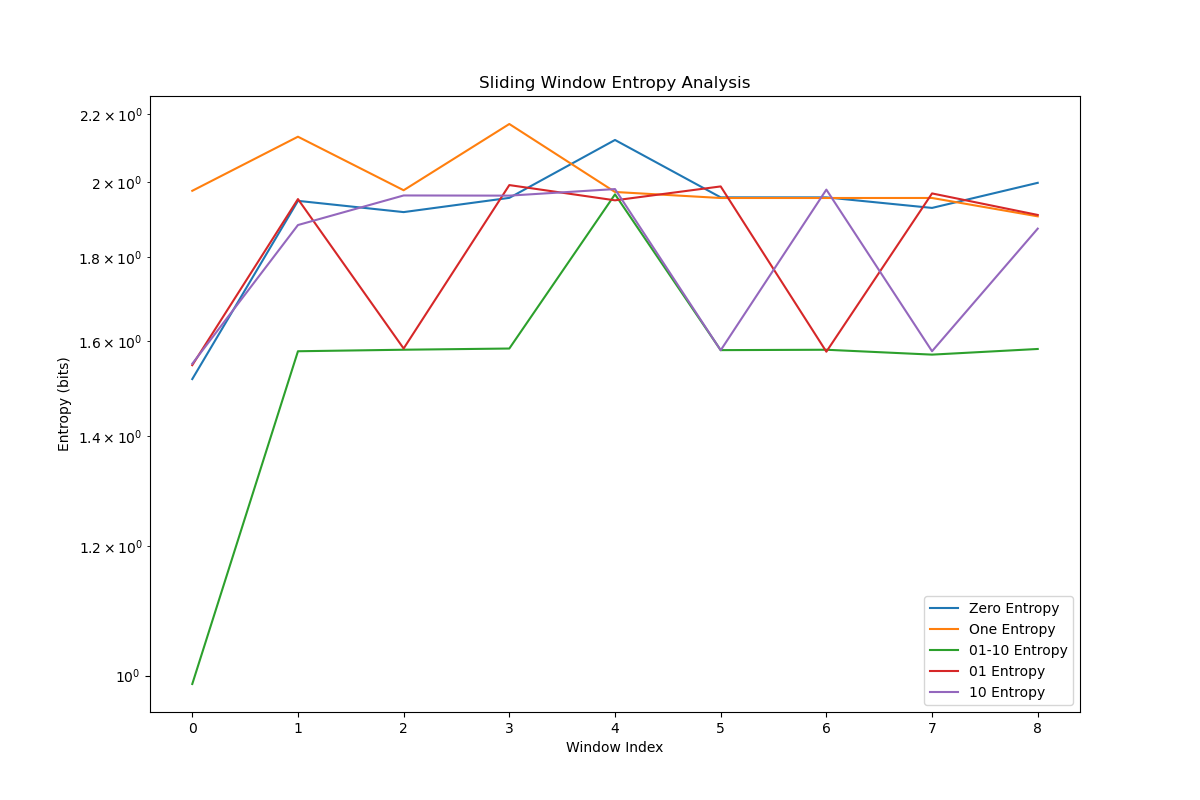 Sliding Window Entropy Analysis
2.2 × 10⁰
2 × 10⁰
1.8 × 10⁰
1.6 × 10⁰
1.4 × 10⁰
1.2 × 10⁰
10⁰
Entropy (bits)
Zero Entropy
One Entropy
01-10 Entropy
01 Entropy
10 Entropy
0 1 2 3 4 5 6 7 8
Window Index